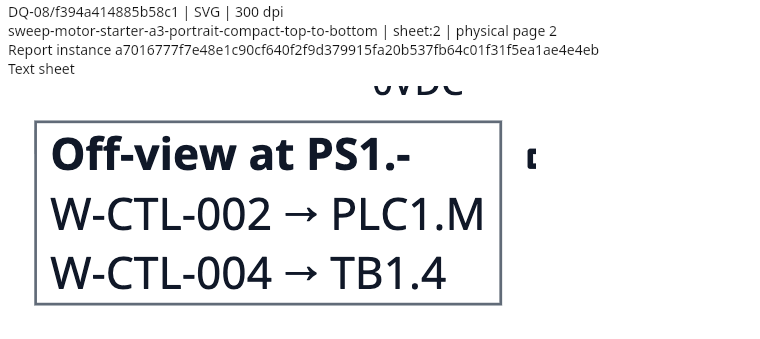 DQ-08/f394a414885b58c1 | SVG | 300 dpi
sweep-motor-starter-a3-portrait-compact-top-to-bottom | sheet:2 | physical page 2
Report instance a7016777f7e48e1c90cf640f2f9d379915fa20b537fb64c01f31f5ea1ae4e4eb
Text sheet
Off-view at PS1.-
W-CTL-002 → PLC1.M
W-CTL-004 → TB1.4